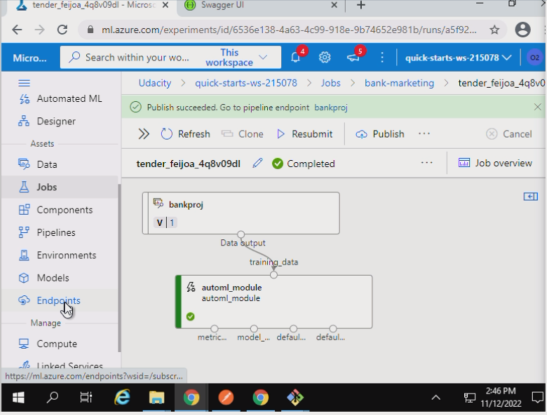 tender_feijoa_4q8v09dl - Micros
Swagger UI
ml.azure.com/experiments/id/6536e138-4a63-4c99-918e-9b74652e981b/runs/a5f92...
Micro...
Search within your wo...
This workspace
4
5
quick-starts-ws-215078
02
Udacity > quick-starts-ws-215078 > Jobs > bank-marketing > tender_feijoa_4q8v0
Automated ML
Designer
Assets
Data
Jobs
Components
Pipelines
Environments
Models
Endpoints
Manage
Compute
Linked Services
Publish succeeded. Go to pipeline endpoint bankproj
Refresh Clone Resubmit Publish ... Cancel
tender_feijoa_4q8v09dl Completed ... Job overview
bankproj
V 1
Data output
training_data
automl_module
automl_module
metric... model_... defaul... defaul...
https://ml.azure.com/endpoints?wsid=/subscr...
2:46 PM
11/12/2022